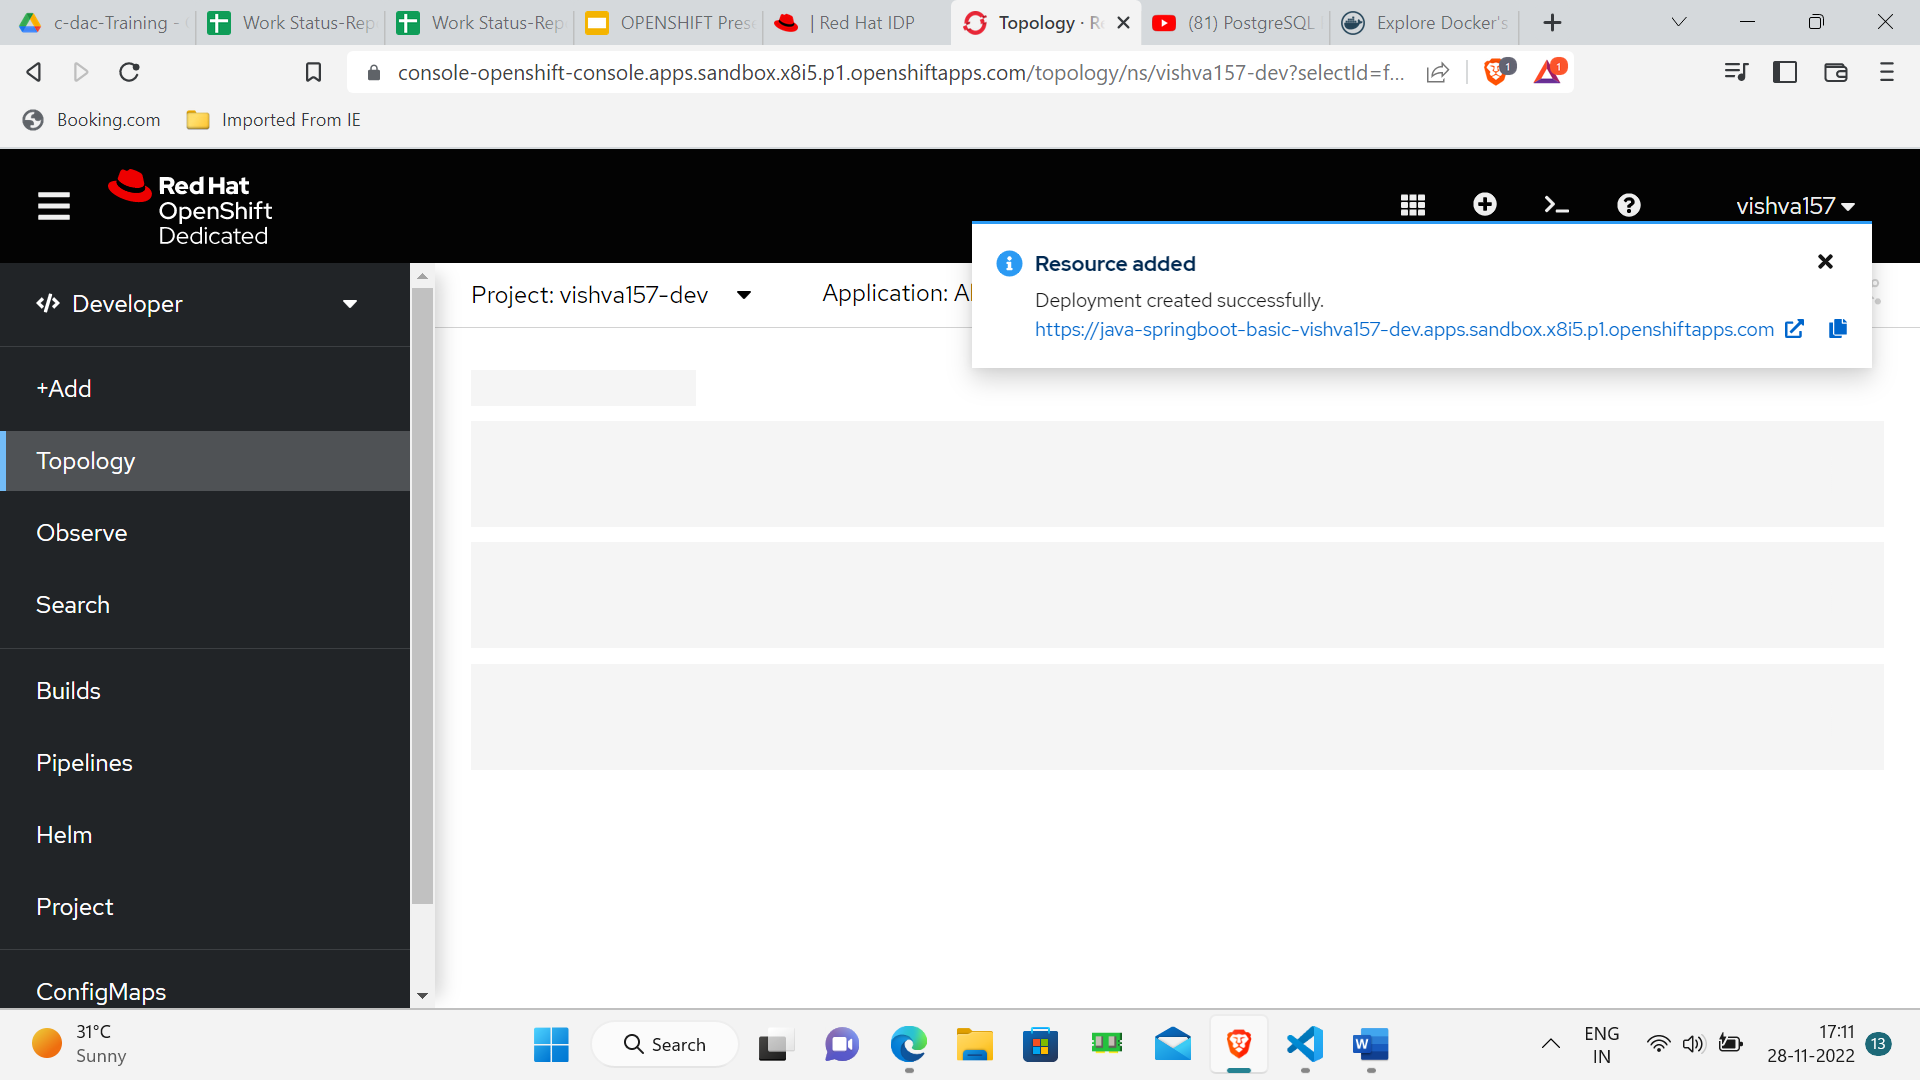 c-dac-Training -
Work Status-Rep
Work Status-Rep
OPENSHIFT Prese
| Red Hat IDP
Topology · R
(81) PostgreSQL
Explore Docker's
console-openshift-console.apps.sandbox.x8i5.p1.openshiftapps.com/topology/ns/vishva157-dev?selectId=f...
1
1
Booking.com
Imported From IE
Red Hat
OpenShift
Dedicated
vishva157
Resource added
Deployment created successfully.
https://java-springboot-basic-vishva157-dev.apps.sandbox.x8i5.p1.openshiftapps.com
Developer
Project: vishva157-dev
Application: Al
+Add
Topology
Observe
Search
Builds
Pipelines
Helm
Project
ConfigMaps
31°C
Sunny
Search
ENG
IN
17:11
28-11-2022
13